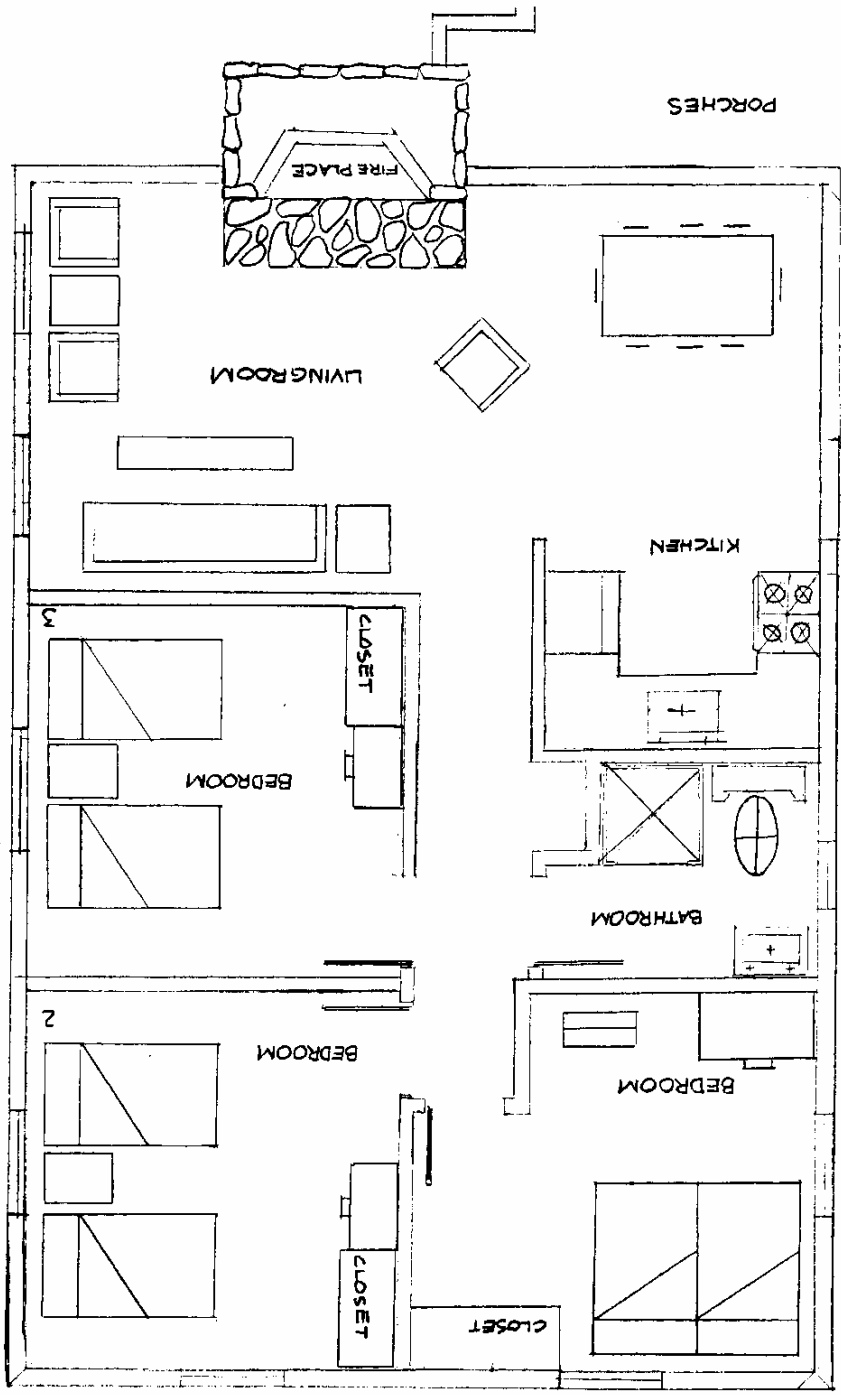 PORCHES
FIRE PLACE
LIVINGROOM
KITCHEN
3
CLOSET
BEDROOM
BATHROOM
2
BEDROOM
BEDROOM
CLOSET
CLOSET